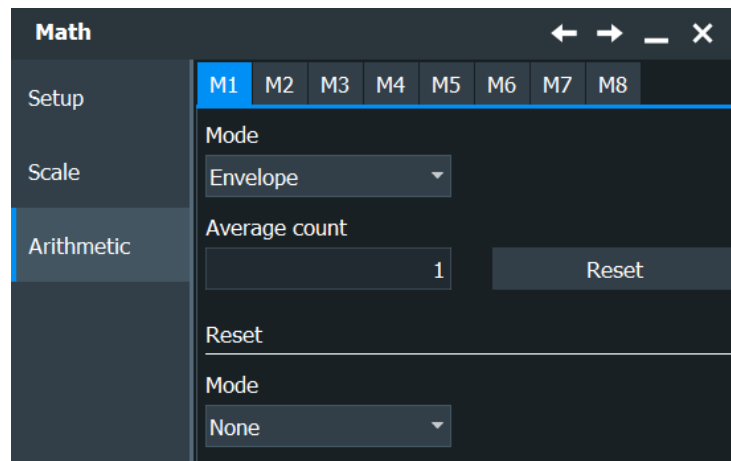 Math
Setup
Scale
Arithmetic
M1 M2 M3 M4 M5 M6 M7 M8
Mode
Envelope
Average count
1 Reset
Reset
Mode
None